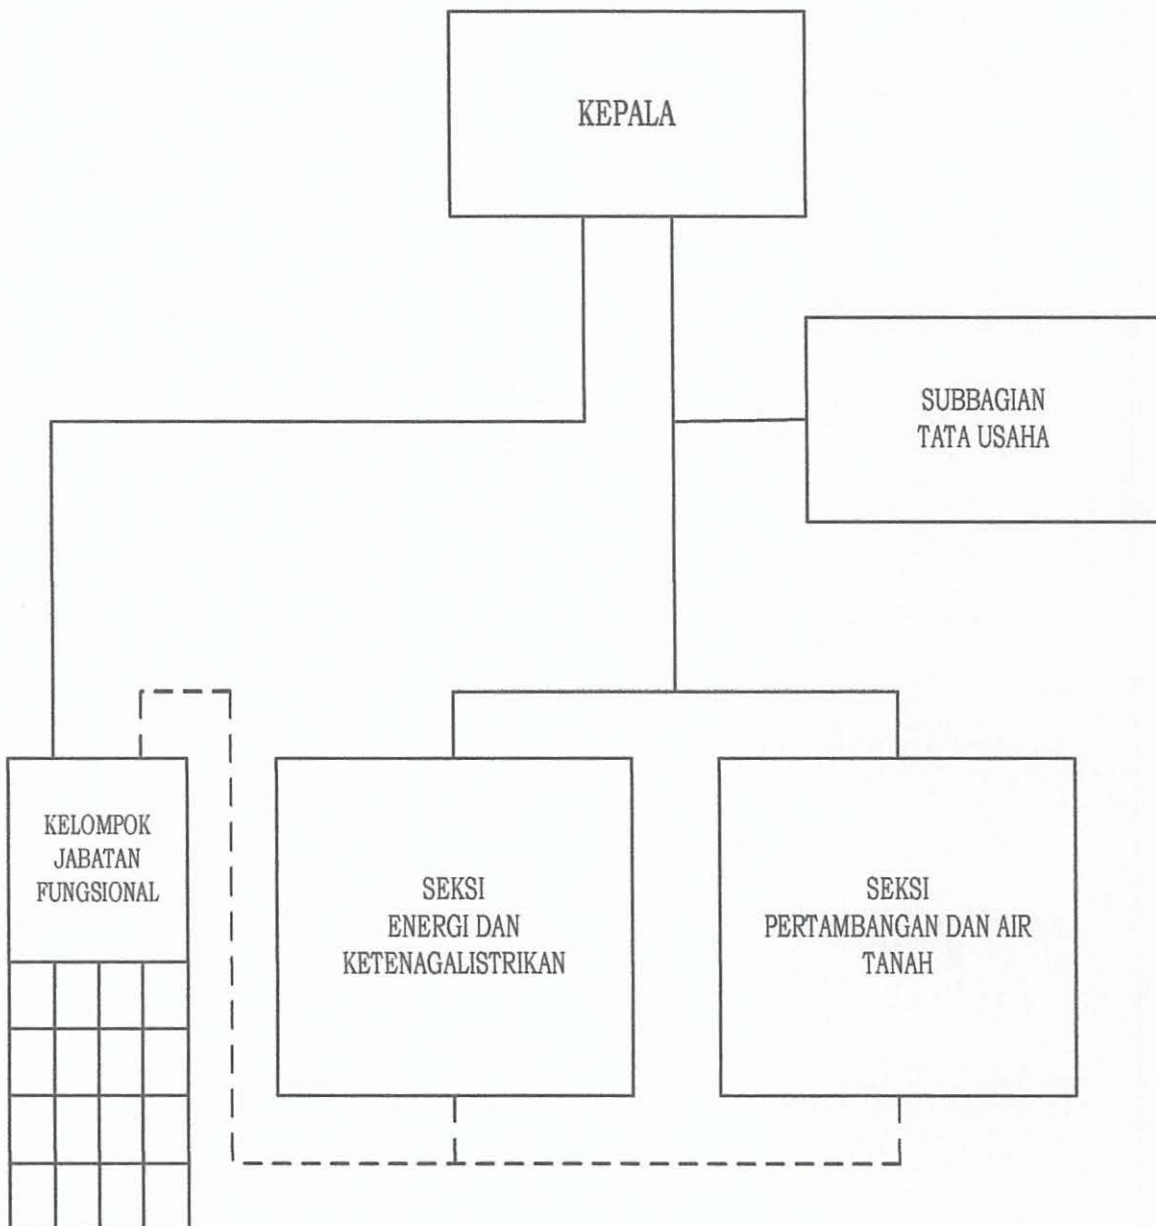 KEPALA
SUBBAGIAN
TATA USAHA
KELOMPOK
JABATAN
FUNGSIONAL
SEKSI
ENERGI DAN
KETENAGALISTRIKAN
SEKSI
PERTAMBANGAN DAN AIR
TANAH